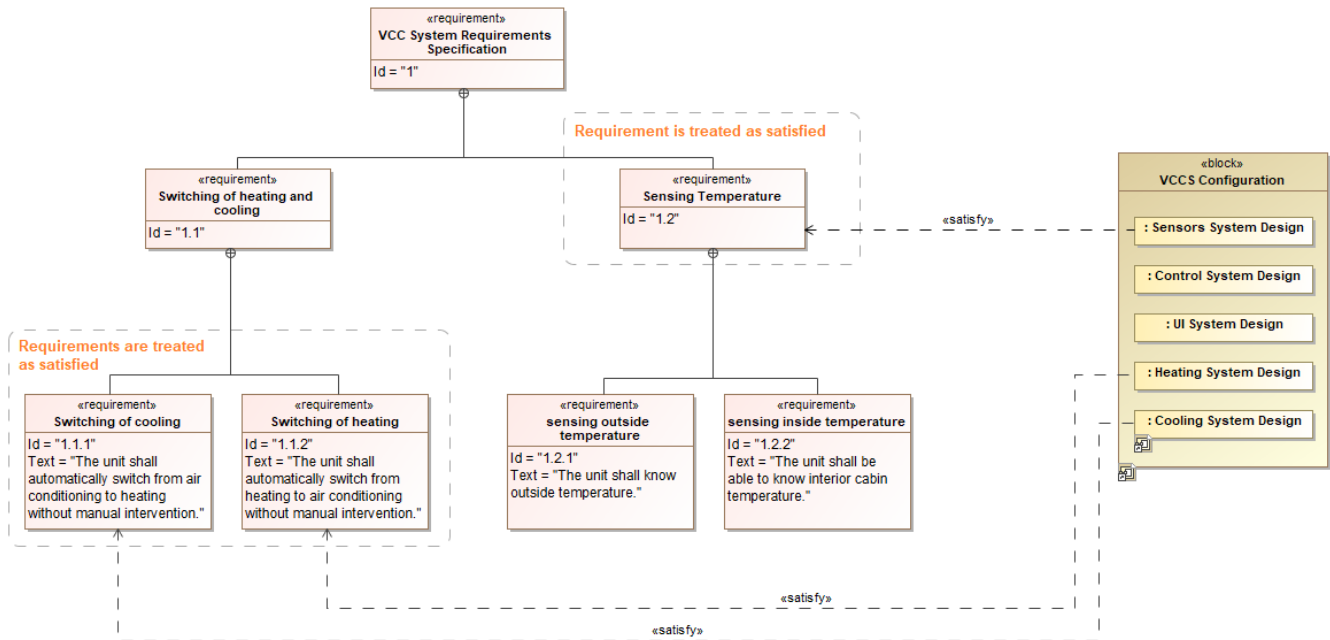 «requirement»
VCC System Requirements
Specification
Id = "1"
Requirement is treated as satisfied
«requirement»
Switching of heating and
cooling
Id = "1.1"
«requirement»
Sensing Temperature
Id = "1.2"
«satisfy»
«block»
VCCS Configuration
: Sensors System Design
: Control System Design
: UI System Design
: Heating System Design
: Cooling System Design
Requirements are treated
as satisfied
«requirement»
Switching of cooling
Id = "1.1.1"
Text = "The unit shall
automatically switch from air
conditioning to heating
without manual intervention."
«requirement»
Switching of heating
Id = "1.1.2"
Text = "The unit shall
automatically switch from
heating to air conditioning
without manual intervention."
«requirement»
sensing outside
temperature
Id = "1.2.1"
Text = "The unit shall know
outside temperature."
«requirement»
sensing inside temperature
Id = "1.2.2"
Text = "The unit shall be
able to know interior cabin
temperature."
«satisfy»
«satisfy»